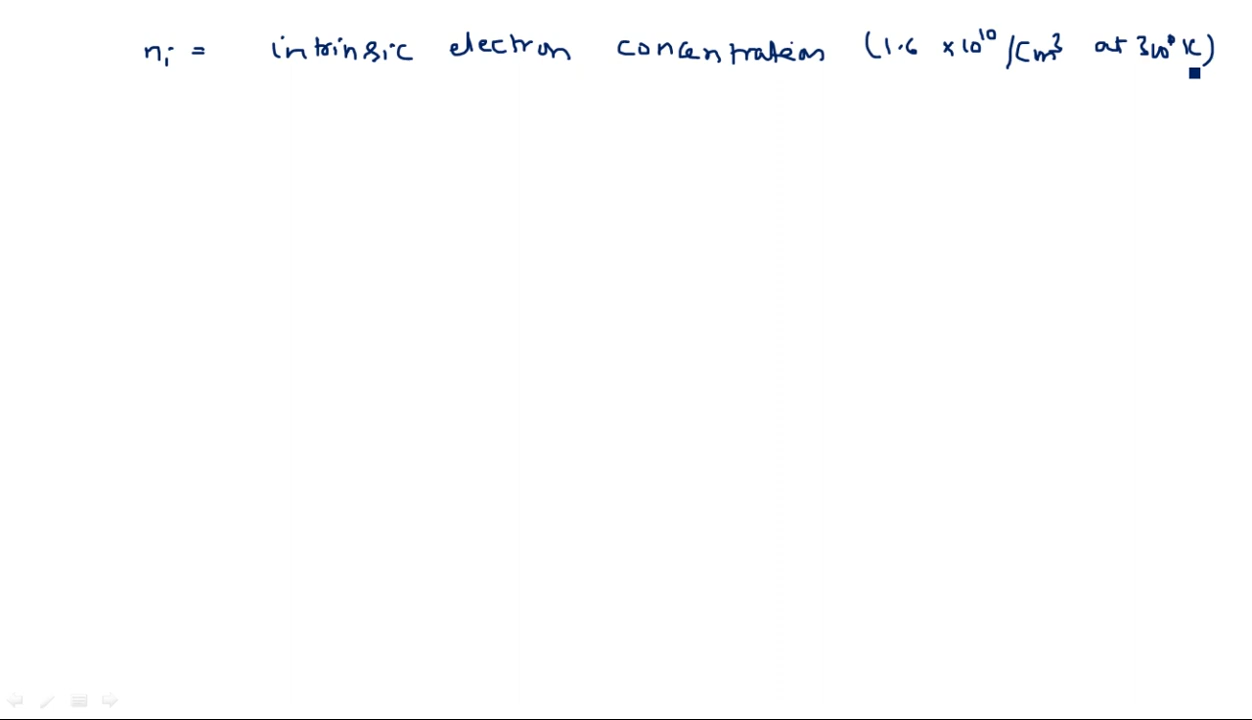 nᵢ = intrinsic electron concentration (1.6 × 10¹⁰ /cm³ at 300°K)